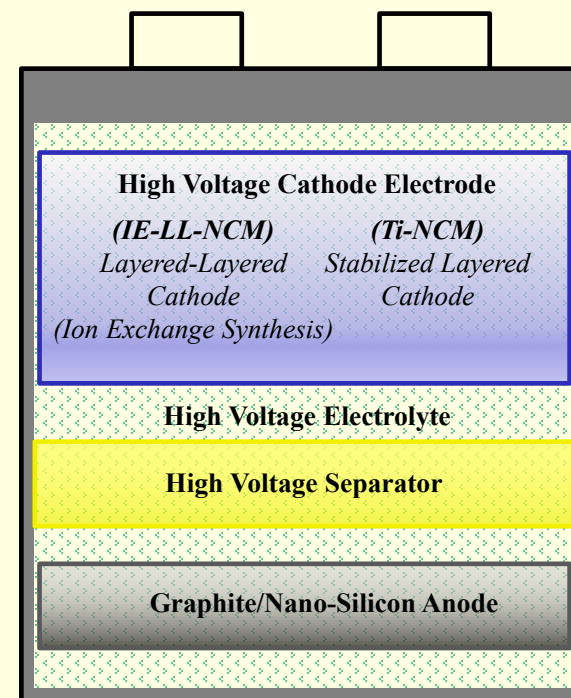 High Voltage Cathode Electrode
(IE-LL-NCM) (Ti-NCM)
Layered-Layered Stabilized Layered
Cathode Cathode
(Ion Exchange Synthesis)
High Voltage Electrolyte
High Voltage Separator
Graphite/Nano-Silicon Anode